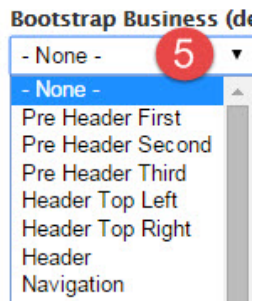 Bootstrap Business (de
- None -
5
- None -
Pre Header First
Pre Header Second
Pre Header Third
Header Top Left
Header Top Right
Header
Navigation